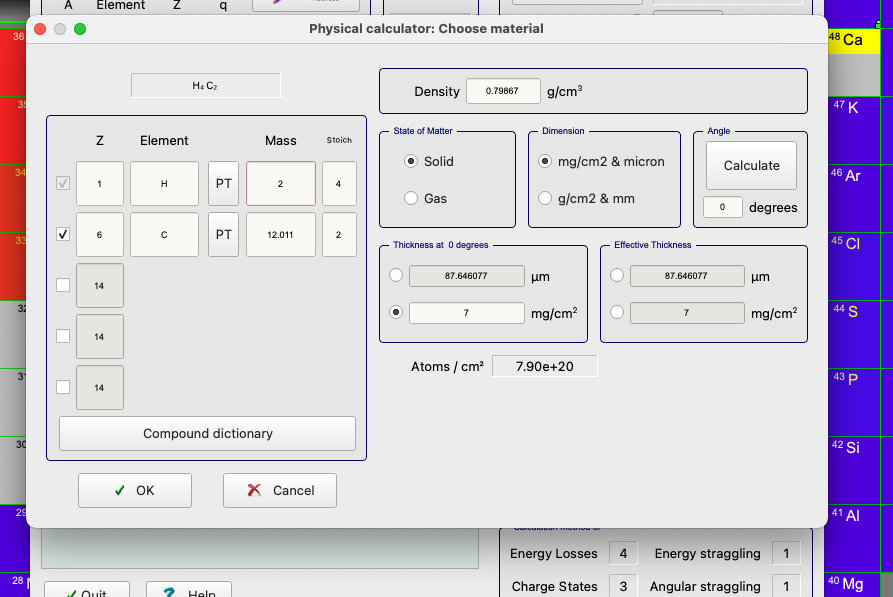 A Element Z q
Physical calculator: Choose material
H4 C2
Density 0.79867 g/cm³
Z Element Mass Stoich
1 H PT 2 4
6 C PT 12.011 2
14
14
14
Compound dictionary
OK
Cancel
State of Matter
Solid
Gas
Dimension
mg/cm2 & micron
g/cm2 & mm
Angle
Calculate
0 degrees
Thickness at 0 degrees
87.646077 µm
7 mg/cm²
Effective Thickness
87.646077 µm
7 mg/cm²
Atoms / cm² 7.90e+20
36
35
34
33
32
31
30
29
28
48 Ca
47 K
46 Ar
45 Cl
44 S
43 P
42 Si
41 Al
40 Mg
Calculation method of
Energy Losses 4 Energy straggling 1
Charge States 3 Angular straggling 1
Quit
Help